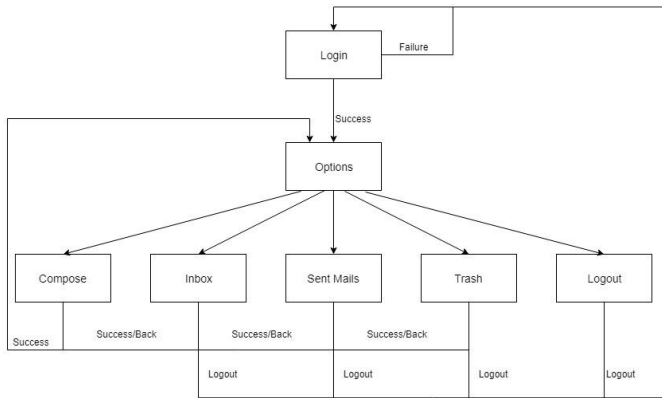 Login
Failure
Success
Options
Compose
Inbox
Sent Mails
Trash
Logout
Success/Back
Success/Back
Success/Back
Success
Logout
Logout
Logout
Logout